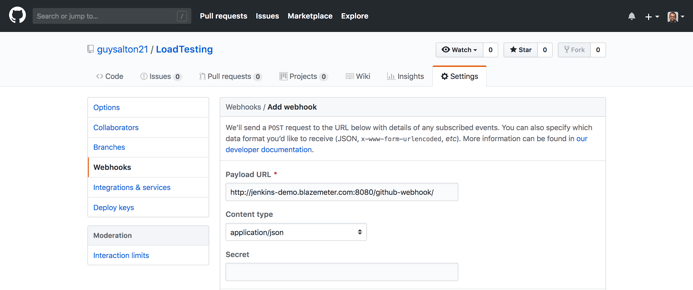 Search or jump to... / Pull requests Issues Marketplace Explore
guysalton21 / LoadTesting Watch 0 Star 0 Fork 0
Code Issues 0 Pull requests 0 Projects 0 Wiki Insights Settings
Options
Collaborators
Branches
Webhooks
Integrations & services
Deploy keys
Moderation
Interaction limits
Webhooks / Add webhook
We'll send a POST request to the URL below with details of any subscribed events. You can also specify which
data format you'd like to receive (JSON, x-www-form-urlencoded, etc). More information can be found in our
developer documentation.
Payload URL *
http://jenkins-demo.blazemeter.com:8080/github-webhook/
Content type
application/json
Secret